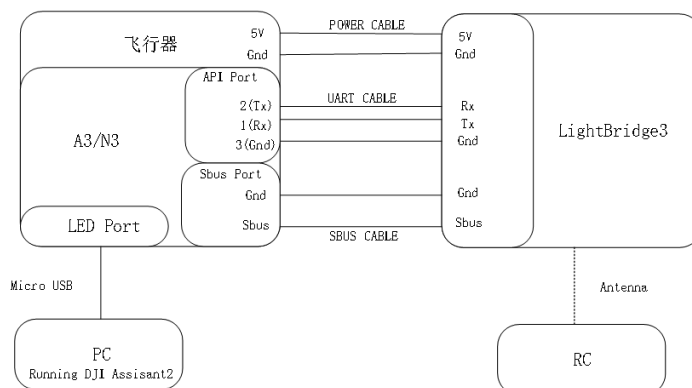 飞行器
5V
Gnd
POWER CABLE
5V
Gnd
API Port
2(Tx)
1(Rx)
3(Gnd)
UART CABLE
Rx
Tx
Gnd
A3/N3
LightBridge3
Sbus Port
Gnd
Sbus
Gnd
Sbus
SBUS CABLE
LED Port
Micro USB
Antenna
PC
Running DJI Assisant2
RC